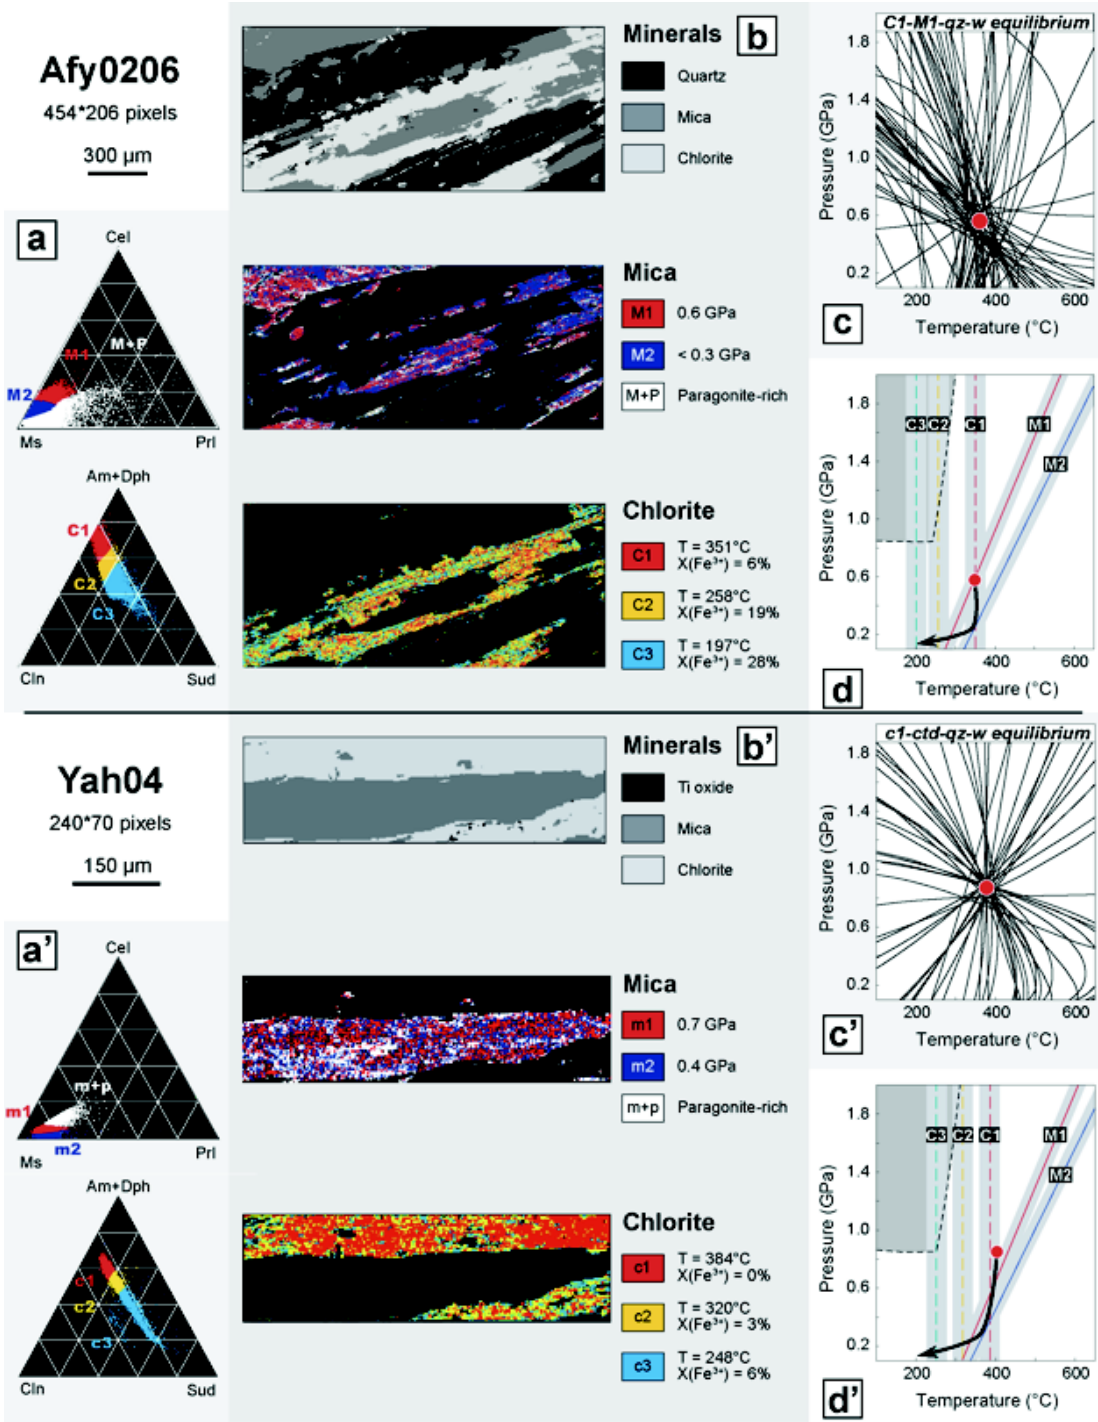 Afy0206
454*206 pixels
300 µm
a
Cel
M1
M+P
M2
Ms
Prl
Am+Dph
C1
C2
C3
Cln
Sud
Minerals
b
Quartz
Mica
Chlorite
Mica
M1 0.6 GPa
M2 < 0.3 GPa
M+P Paragonite-rich
Chlorite
C1 T = 351°C
X(Fe³⁺) = 6%
C2 T = 258°C
X(Fe³⁺) = 19%
C3 T = 197°C
X(Fe³⁺) = 28%
C1-M1-qz-w equilibrium
1.8
1.4
1.0
0.6
0.2
Pressure (GPa)
200 400 600
Temperature (°C)
c
C3 C2 C1 M1
M2
1.8
1.4
1.0
0.6
0.2
Pressure (GPa)
200 400 600
Temperature (°C)
d
Yah04
240*70 pixels
150 µm
a'
Cel
m+p
m1
m2
Ms
Prl
Am+Dph
c1
c2
c3
Cln
Sud
Minerals
b'
Ti oxide
Mica
Chlorite
Mica
m1 0.7 GPa
m2 0.4 GPa
m+p Paragonite-rich
Chlorite
c1 T = 384°C
X(Fe³⁺) = 0%
c2 T = 320°C
X(Fe³⁺) = 3%
c3 T = 248°C
X(Fe³⁺) = 6%
c1-ctd-qz-w equilibrium
1.8
1.4
1.0
0.6
0.2
Pressure (GPa)
200 400 600
Temperature (°C)
c'
C3 C2 C1 M1
M2
1.8
1.4
1.0
0.6
0.2
Pressure (GPa)
200 400 600
Temperature (°C)
d'